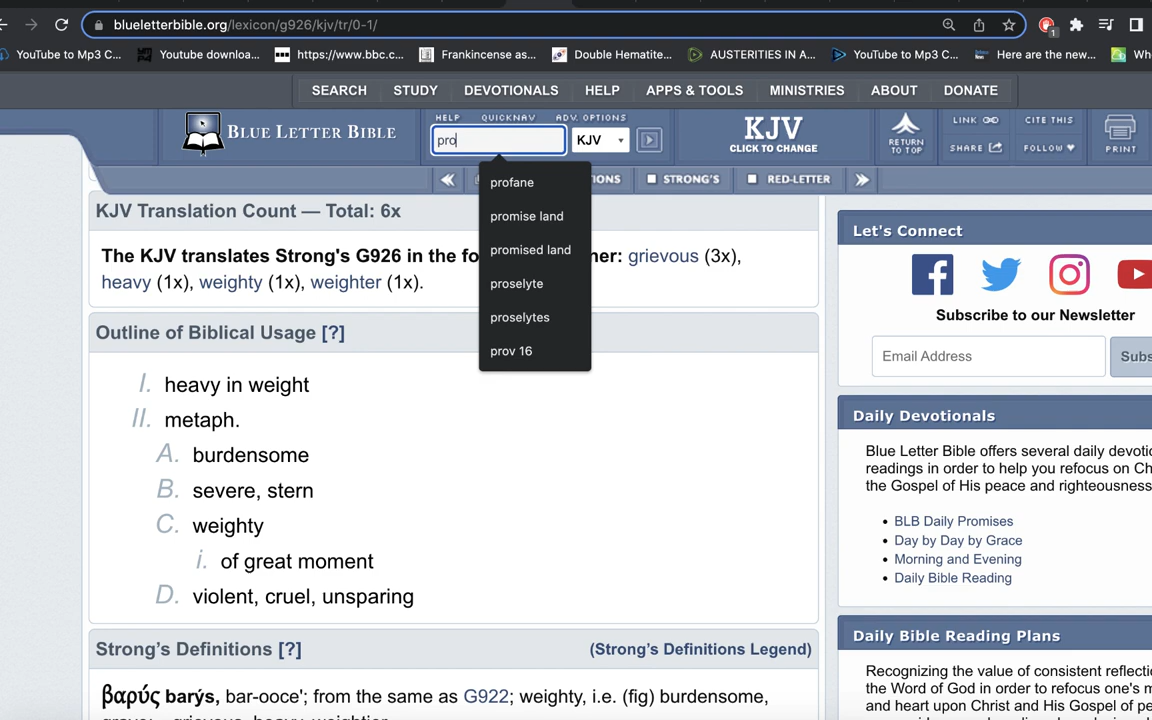 blueletterbible.org/lexicon/g926/kjv/tr/0-1/
1
YouTube to Mp3 C... Youtube downloa... https://www.bbc.c... Frankincense as... Double Hematite... AUSTERITIES IN A... YouTube to Mp3 C... Here are the new... Wh
SEARCH STUDY DEVOTIONALS HELP APPS & TOOLS MINISTRIES ABOUT DONATE
HELP QUICKNAV ADV. OPTIONS
BLUE LETTER BIBLE
pro
KJV
KJV
CLICK TO CHANGE
RETURN
TO TOP
LINK CITE THIS
SHARE FOLLOW
PRINT
profane
promise land
promised land
proselyte
proselytes
prov 16
IONS STRONG'S RED-LETTER
KJV Translation Count — Total: 6x
The KJV translates Strong's G926 in the fo ner: grievous (3x),
heavy (1x), weighty (1x), weighter (1x).
Outline of Biblical Usage [?]
I. heavy in weight
II. metaph.
A. burdensome
B. severe, stern
C. weighty
i. of great moment
D. violent, cruel, unsparing
Strong's Definitions [?] (Strong's Definitions Legend)
βαρύς barýs, bar-ooce'; from the same as G922; weighty, i.e. (fig) burdensome,
Let's Connect
Subscribe to our Newsletter
Email Address Subs
Daily Devotionals
Blue Letter Bible offers several daily devotio
readings in order to help you refocus on Ch
the Gospel of His peace and righteousness
• BLB Daily Promises
• Day by Day by Grace
• Morning and Evening
• Daily Bible Reading
Daily Bible Reading Plans
Recognizing the value of consistent reflecti
the Word of God in order to refocus one's m
and heart upon Christ and His Gospel of pe